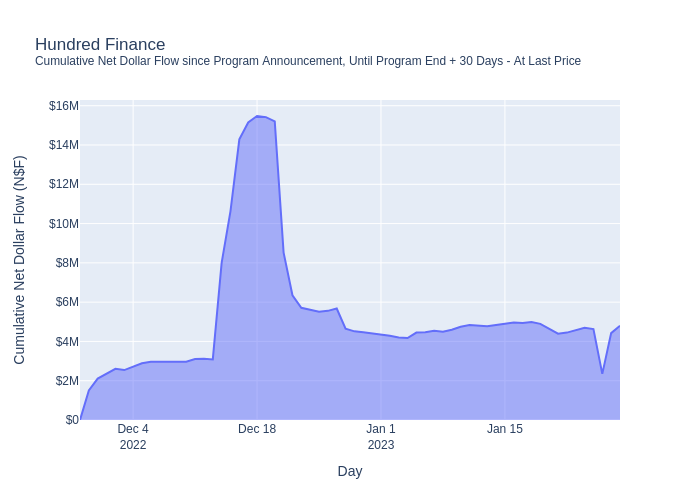 Hundred Finance
Cumulative Net Dollar Flow since Program Announcement, Until Program End + 30 Days - At Last Price
Cumulative Net Dollar Flow (N$F)
$16M
$14M
$12M
$10M
$8M
$6M
$4M
$2M
$0
Dec 4
2022
Dec 18
Jan 1
2023
Jan 15
Day